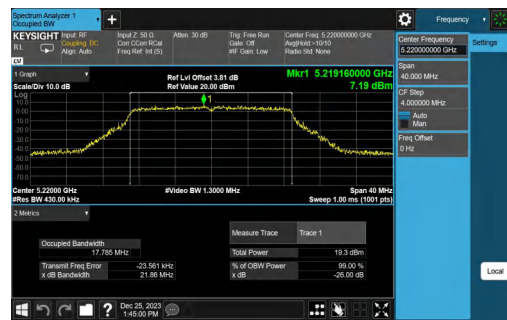 Spectrum Analyzer 1
Occupied BW
Frequency
KEYSIGHT
R L
Input: RF
Coupling: DC
Align: Auto
Input Z: 50 Ω
Corr CCorr RCal
Freq Ref: Int (S)
Atten: 30 dB
Trig: Free Run
Gate: Off
#IF Gain: Low
Center Freq: 5.220000000 GHz
Avg|Hold:>10/10
Radio Std: None
LV
Center Frequency
5.220000000 GHz
Settings
Span
40.000 MHz
CF Step
4.000000 MHz
Auto
Man
Freq Offset
0 Hz
1 Graph
Scale/Div 10.0 dB
Ref Lvl Offset 3.81 dB
Ref Value 20.00 dBm
Mkr1 5.219160000 GHz
7.19 dBm
Log
10.0
0.00
-10.0
-20.0
-30.0
-40.0
-50.0
-60.0
-70.0
1
Center 5.22000 GHz
#Res BW 430.00 kHz
#Video BW 1.3000 MHz
Span 40 MHz
Sweep 1.00 ms (1001 pts)
2 Metrics
Measure Trace
Trace 1
Occupied Bandwidth
17.785 MHz
Total Power
19.3 dBm
Transmit Freq Error
-23.561 kHz
% of OBW Power
99.00 %
x dB Bandwidth
21.86 MHz
x dB
-26.00 dB
Local
?
Dec 25, 2023
1:45:00 PM